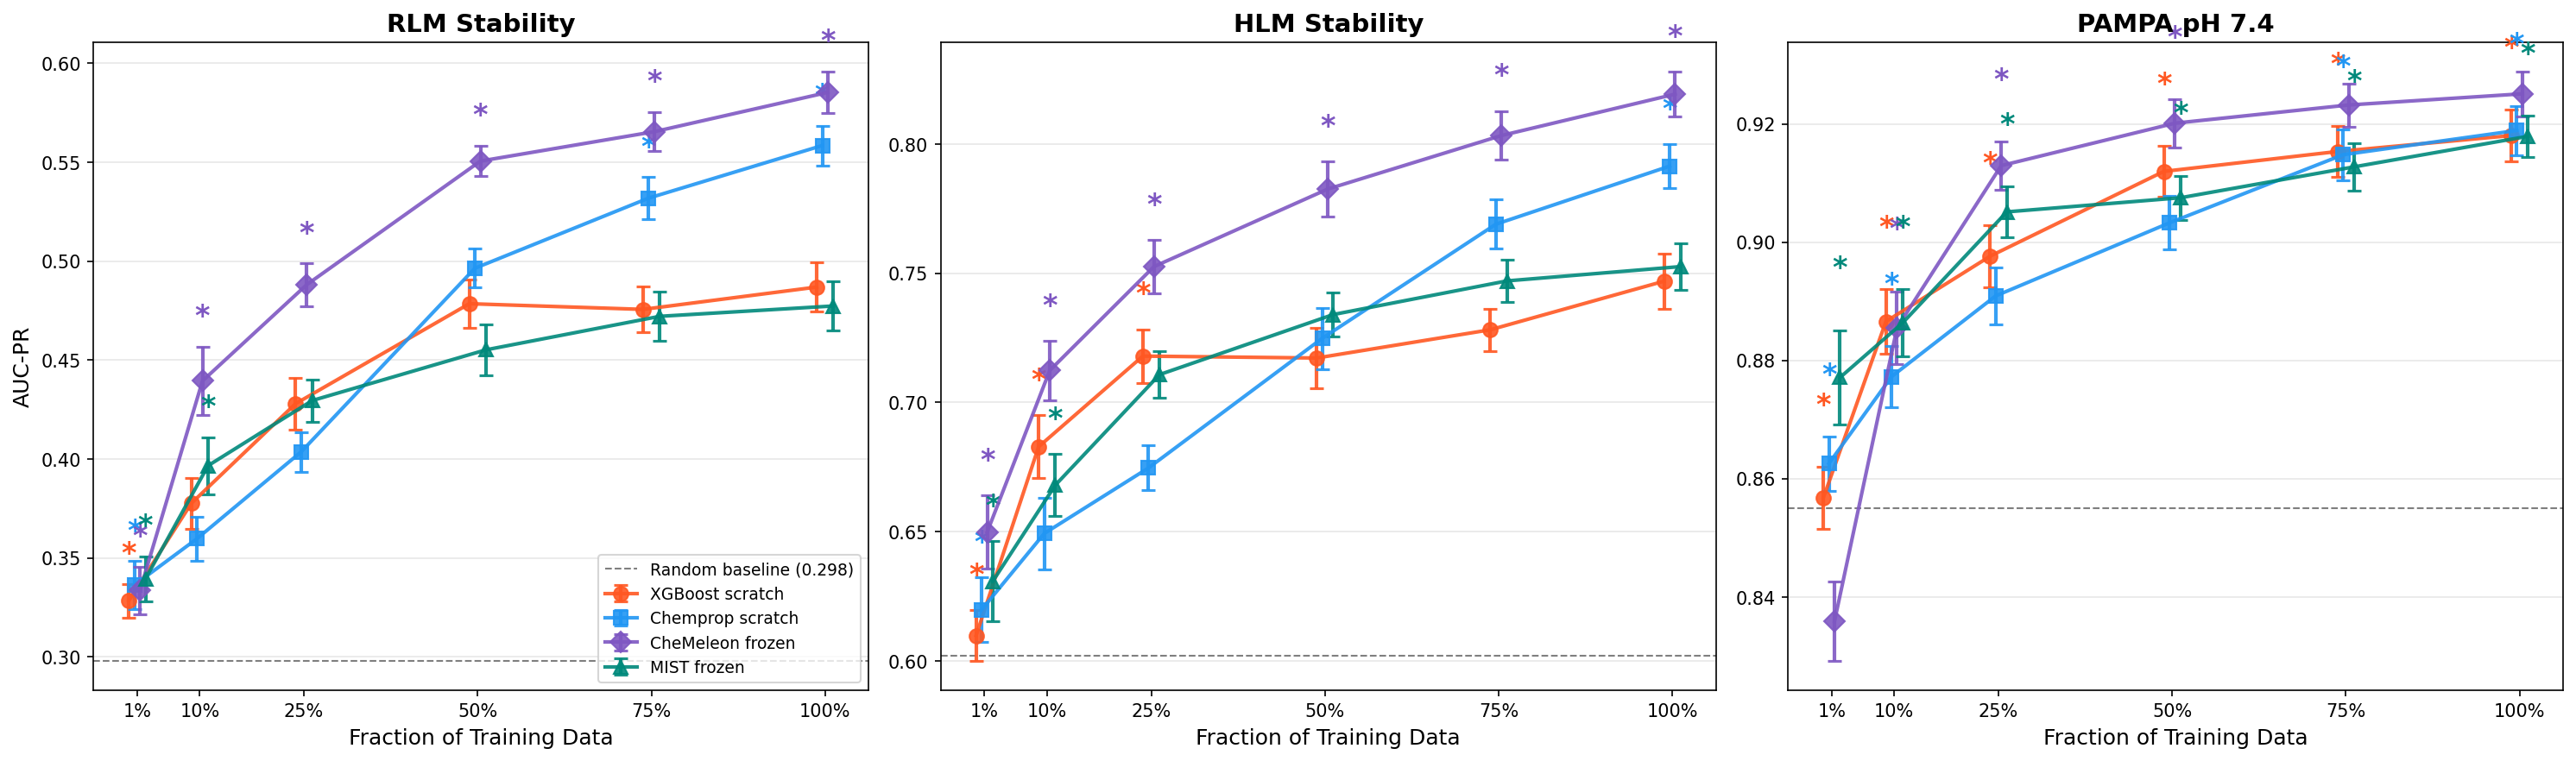 RLM Stability
AUC-PR
0.60
0.55
0.50
0.45
0.40
0.35
0.30
* * * * * * * * * * * * *
Random baseline (0.298)
XGBoost scratch
Chemprop scratch
CheMeleon frozen
MIST frozen
1% 10% 25% 50% 75% 100%
Fraction of Training Data
HLM Stability
0.80
0.75
0.70
0.65
0.60
1% 10% 25% 50% 75% 100%
Fraction of Training Data
PAMPA pH 7.4
0.92
0.90
0.88
0.86
0.84
1% 10% 25% 50% 75% 100%
Fraction of Training Data